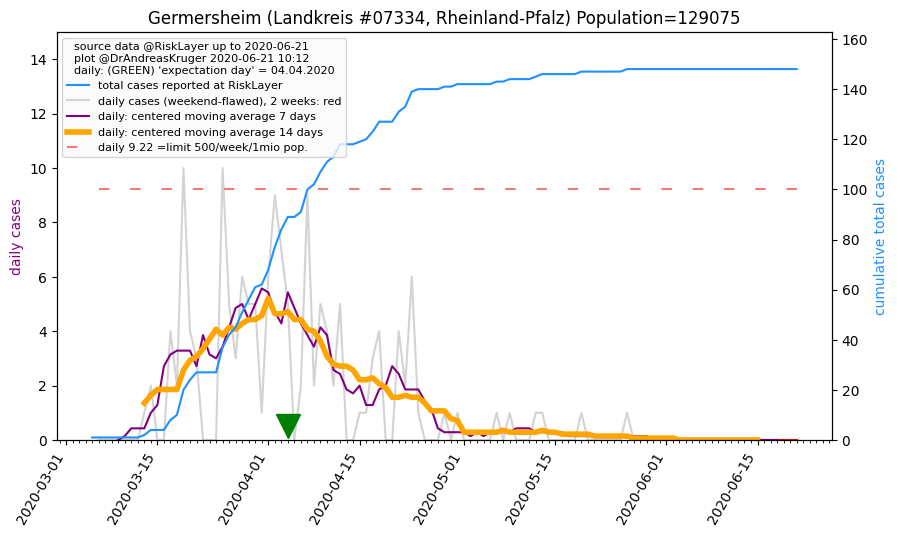 Germersheim (Landkreis #07334, Rheinland-Pfalz) Population=129075
source data @RiskLayer up to 2020-06-21
plot @DrAndreasKruger 2020-06-21 10:12
daily: (GREEN) 'expectation day' = 04.04.2020
total cases reported at RiskLayer
daily cases (weekend-flawed), 2 weeks: red
daily: centered moving average 7 days
daily: centered moving average 14 days
daily 9.22 =limit 500/week/1mio pop.
daily cases
14
12
10
8
6
4
2
0
cumulative total cases
160
140
120
100
80
60
40
20
0
2020-03-01
2020-03-15
2020-04-01
2020-04-15
2020-05-01
2020-05-15
2020-06-01
2020-06-15